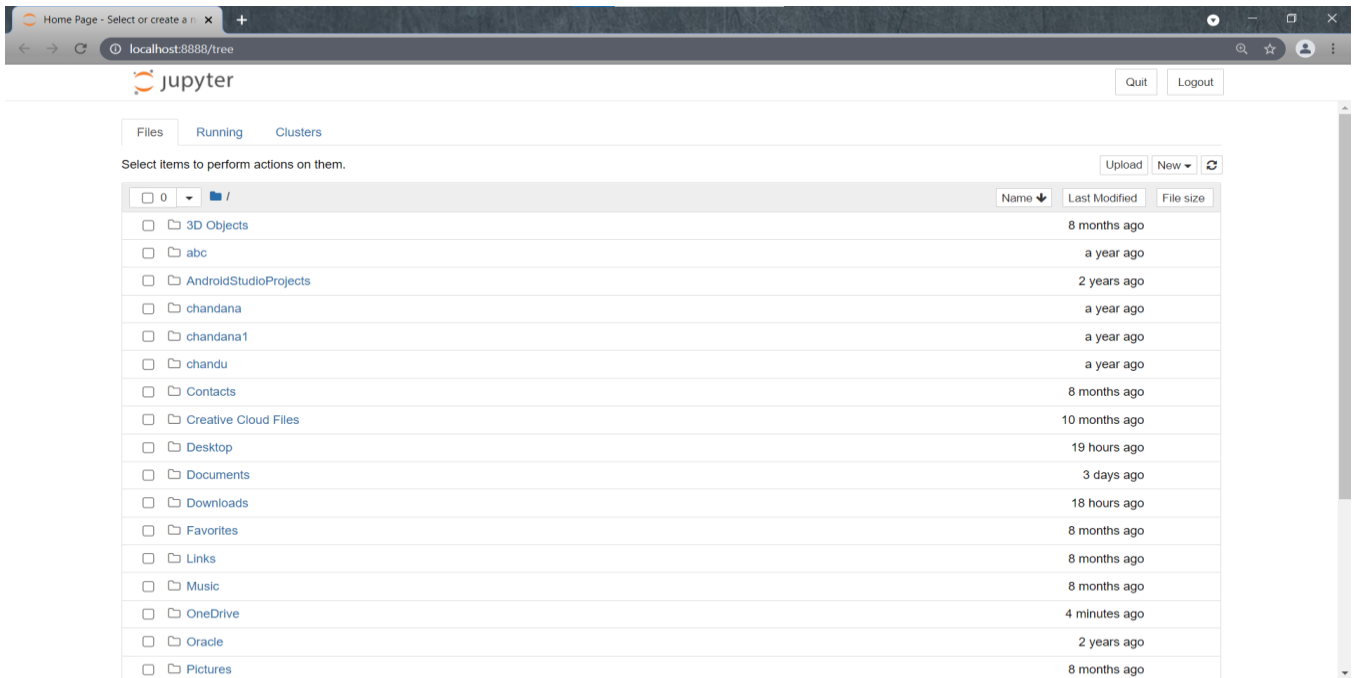 Home Page - Select or create a n
localhost:8888/tree
jupyter
Quit Logout
Files Running Clusters
Select items to perform actions on them.
Upload New
0 / Name Last Modified File size
3D Objects 8 months ago
abc a year ago
AndroidStudioProjects 2 years ago
chandana a year ago
chandana1 a year ago
chandu a year ago
Contacts 8 months ago
Creative Cloud Files 10 months ago
Desktop 19 hours ago
Documents 3 days ago
Downloads 18 hours ago
Favorites 8 months ago
Links 8 months ago
Music 8 months ago
OneDrive 4 minutes ago
Oracle 2 years ago
Pictures 8 months ago